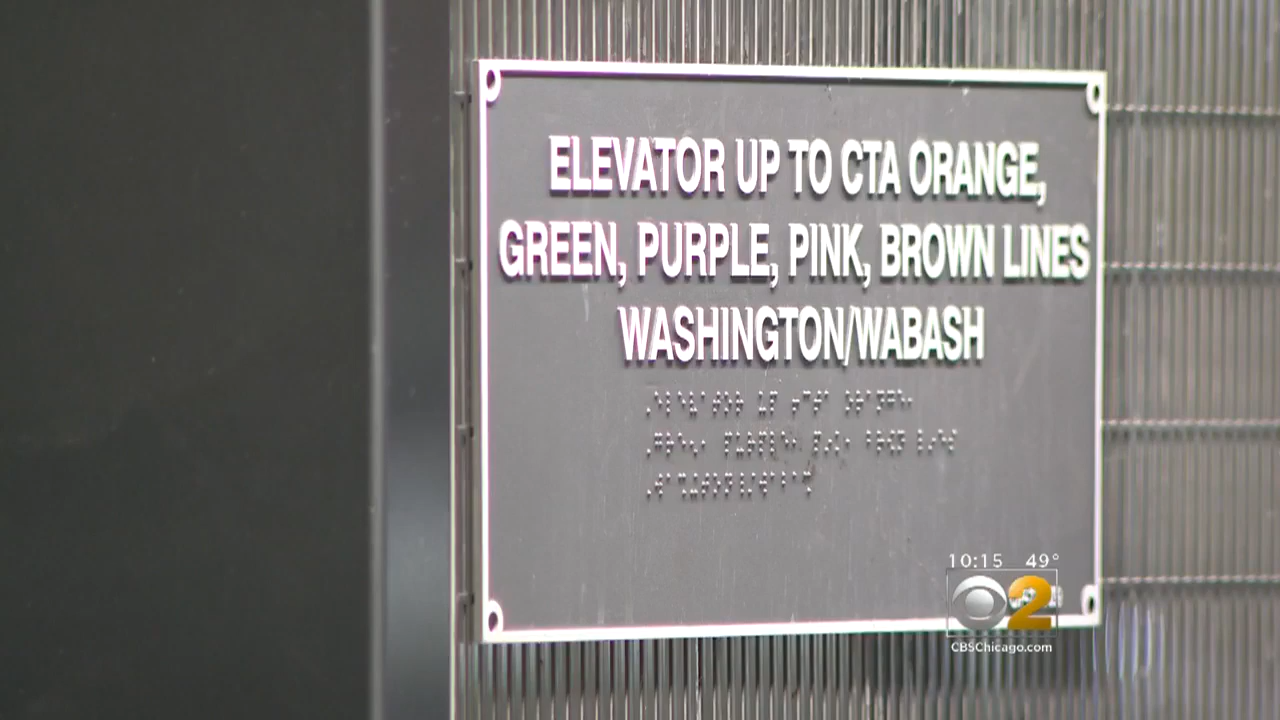 ELEVATOR UP TO CTA ORANGE,
GREEN, PURPLE, PINK, BROWN LINES
WASHINGTON/WABASH
10:15 49°
2
CBSChicago.com